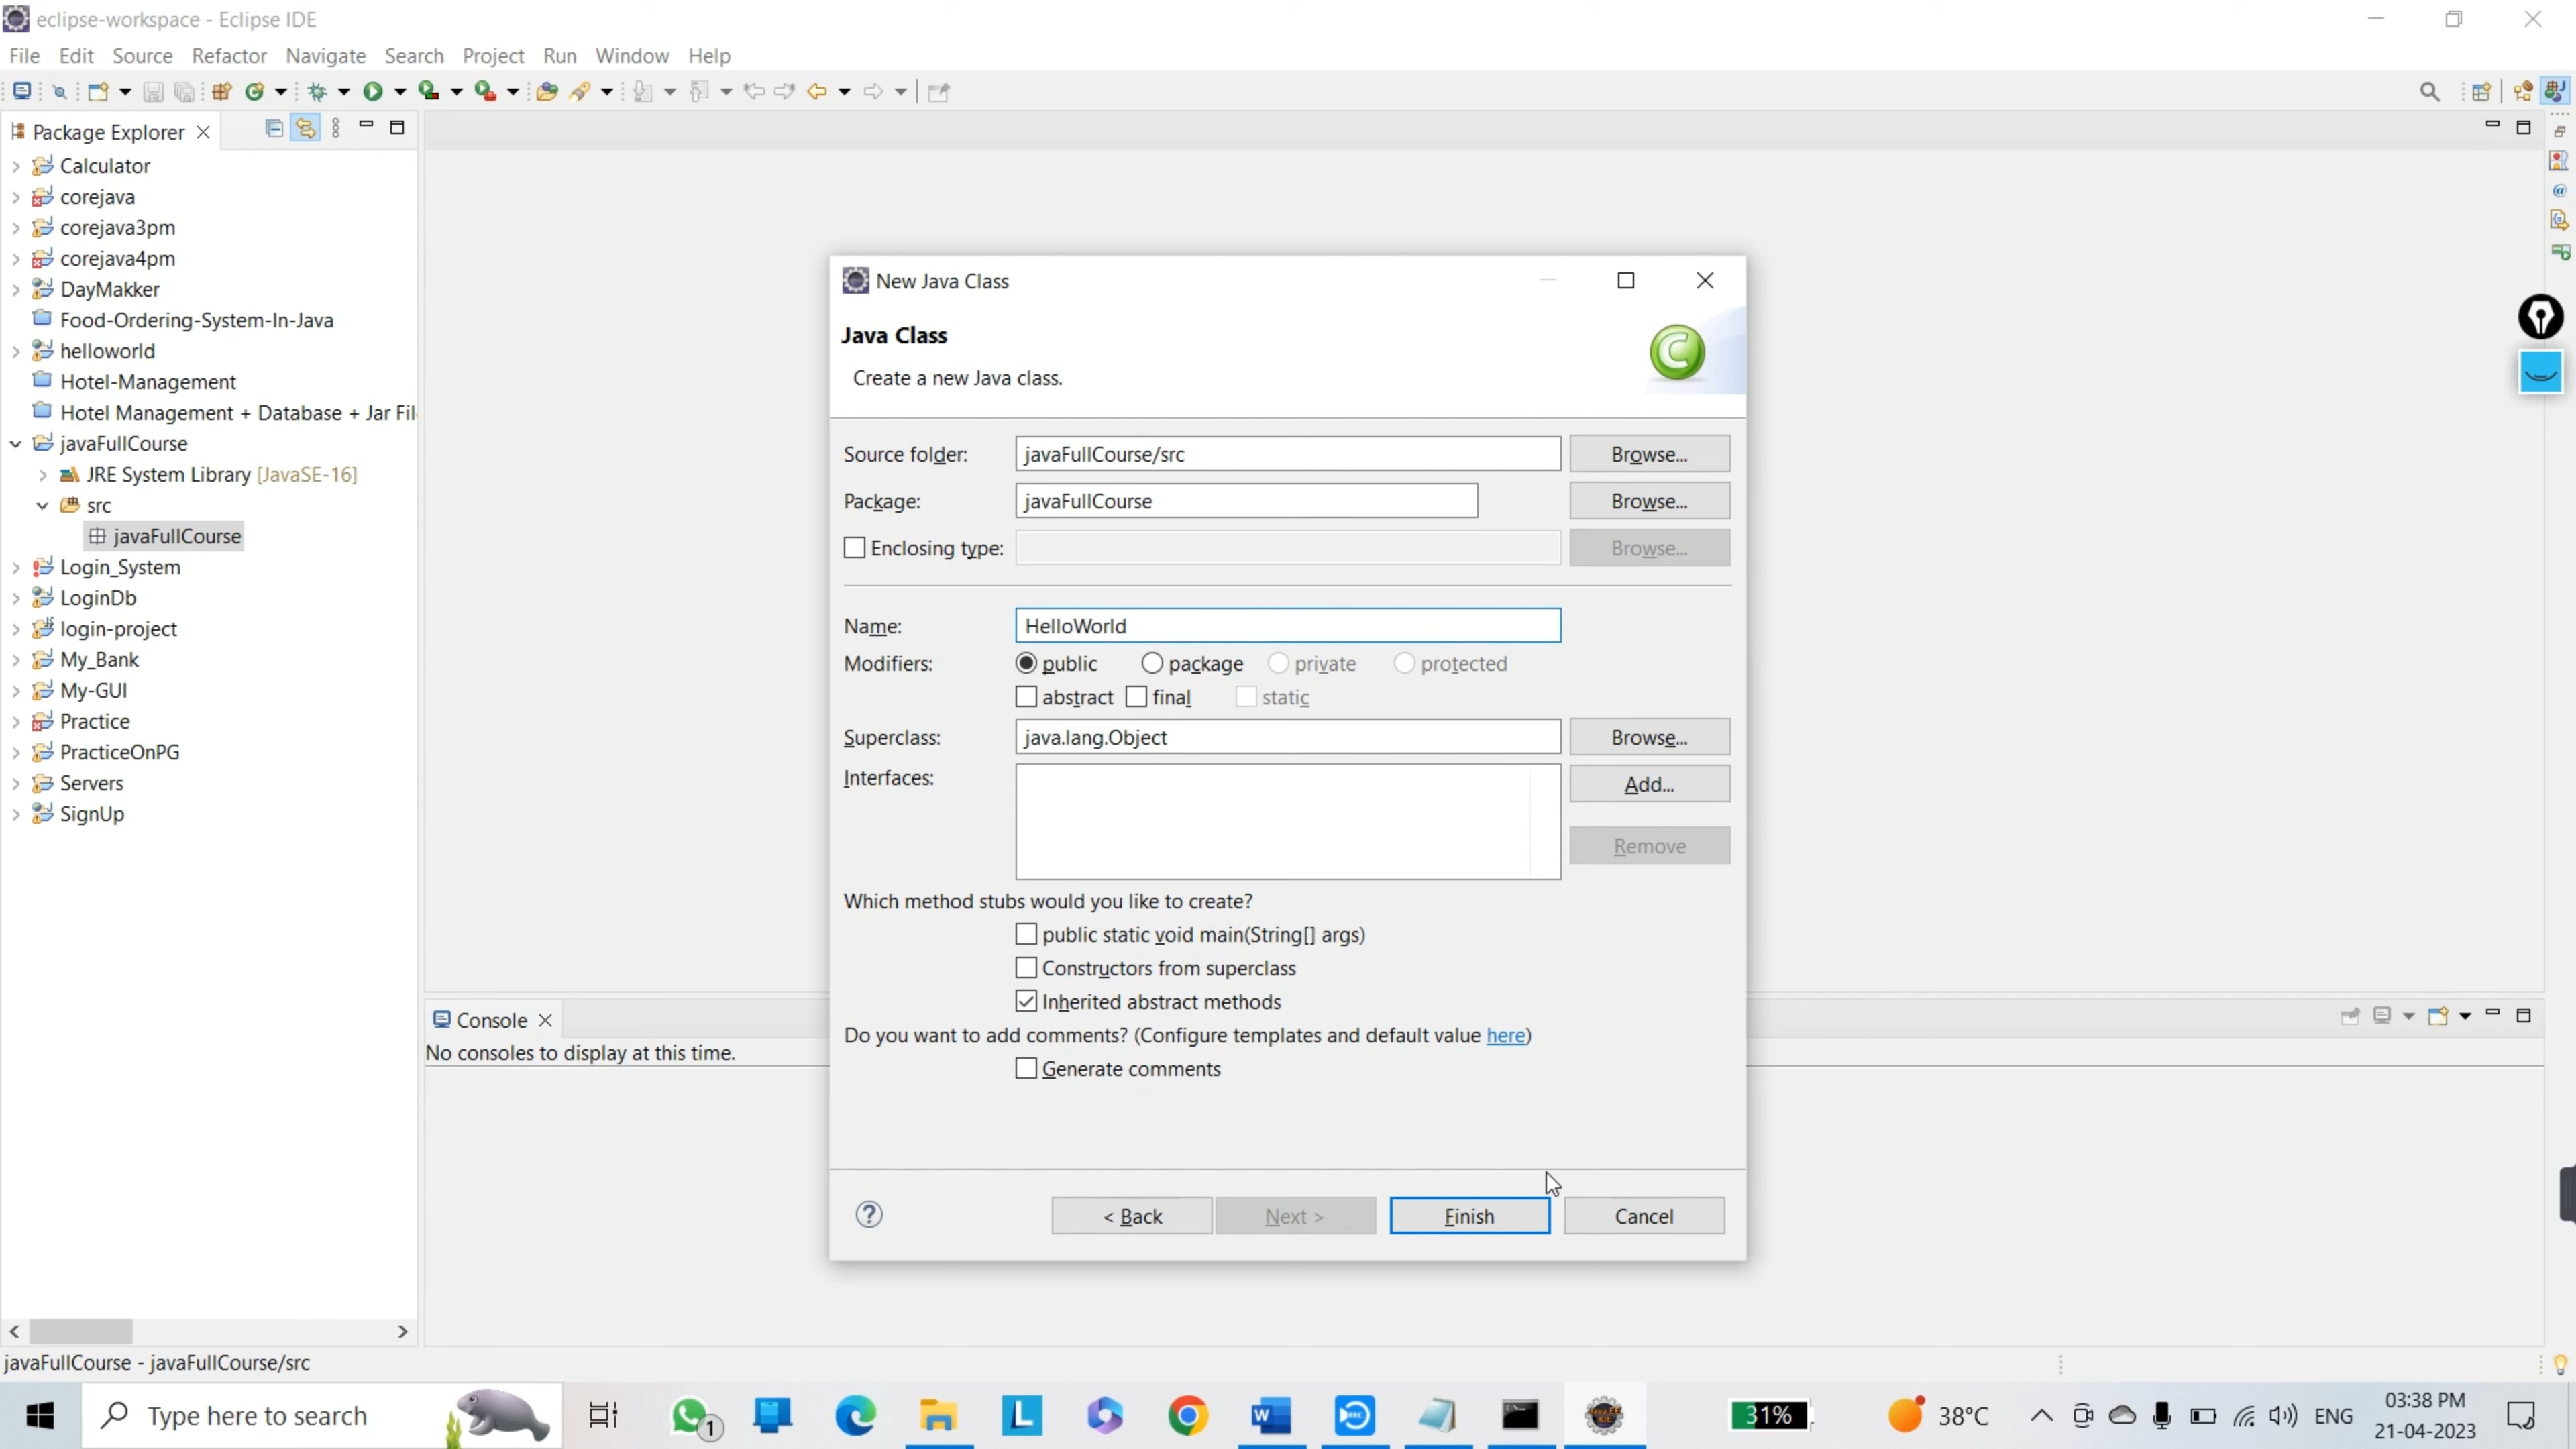 eclipse-workspace - Eclipse IDE
File Edit Source Refactor Navigate Search Project Run Window Help
Package Explorer
Calculator
corejava
corejava3pm
corejava4pm
DayMakker
Food-Ordering-System-In-Java
helloworld
Hotel-Management
Hotel Management + Database + Jar Fil
javaFullCourse
JRE System Library [JavaSE-16]
src
javaFullCourse
Login_System
LoginDb
login-project
My_Bank
My-GUI
Practice
PracticeOnPG
Servers
SignUp
New Java Class
Java Class
Create a new Java class.
Source folder: javaFullCourse/src Browse...
Package: javaFullCourse Browse...
Enclosing type: Browse...
Name: HelloWorld
Modifiers: public package private protected
abstract final static
Superclass: java.lang.Object Browse...
Interfaces: Add...
Remove
Which method stubs would you like to create?
public static void main(String[] args)
Constructors from superclass
Inherited abstract methods
Do you want to add comments? (Configure templates and default value here)
Generate comments
< Back Next > Finish Cancel
Console
No consoles to display at this time.
javaFullCourse - javaFullCourse/src
Type here to search
1
31%
38°C
ENG
03:38 PM
21-04-2023